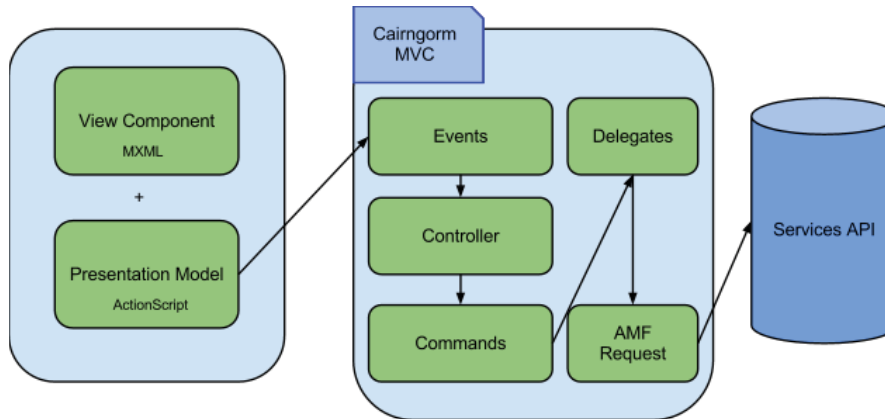 View Component
MXML
+
Presentation Model
ActionScript
Cairngorm
MVC
Events
Controller
Commands
Delegates
AMF
Request
Services API